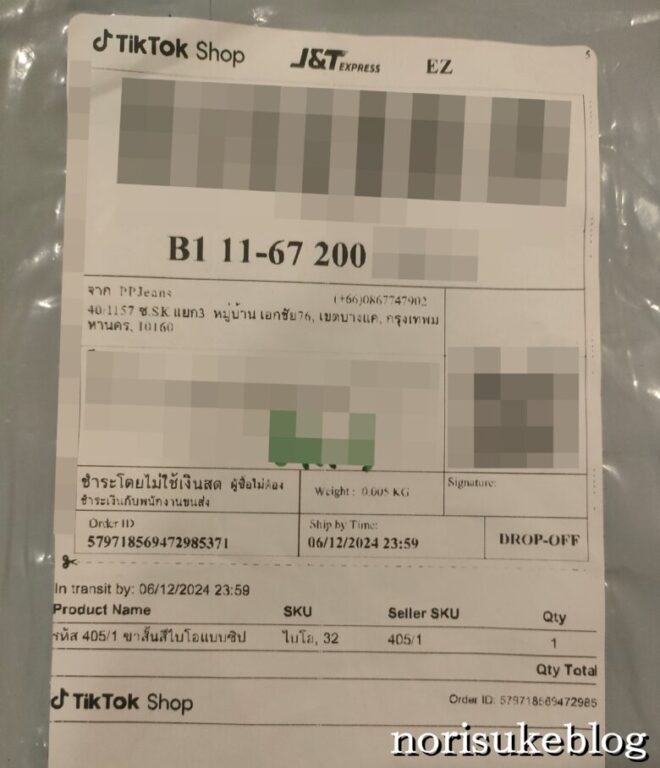 TikTok Shop J&T EXPRESS EZ 5
B1 11-67 200
จาก PPJeans (+66)0867747902
40/1157 ซ.SK แยก3 หมู่บ้าน เอกชัย76, เขตบางแค, กรุงเทพม
หานคร, 10160
ชำระโดยไม่ใช้เงินสด ผู้ซื้อไม่ต้อง
ชำระเงินกับพนักงานขนส่ง
Weight : 0.005 KG
Signature:
Order ID
579718569472985371
Ship by Time:
06/12/2024 23:59
DROP-OFF
In transit by: 06/12/2024 23:59
Product Name SKU Seller SKU Qty
รหัส 405/1 ขาสั้นสีไบโอแบบซิป ไบโอ, 32 405/1 1
Qty Total
TikTok Shop Order ID: 579718569472985
norisukeblog